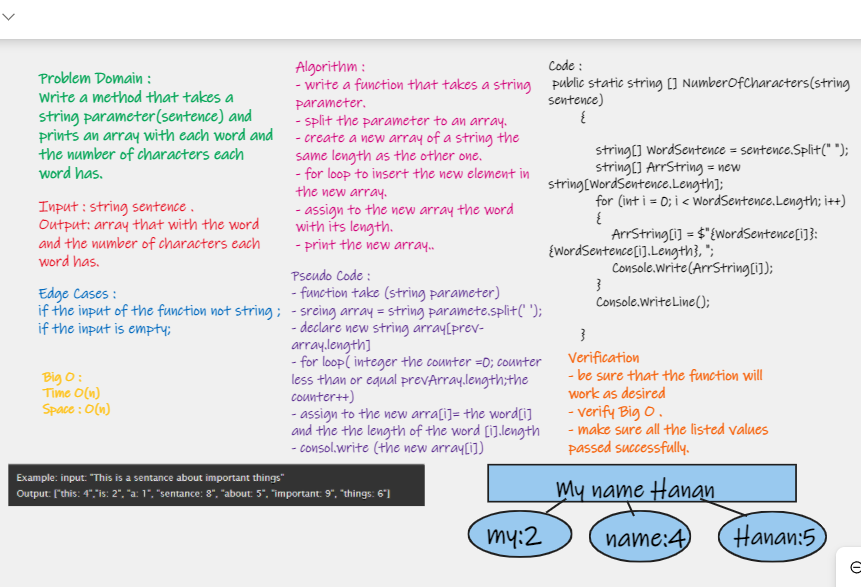 Problem Domain :
Write a method that takes a
string parameter(sentence) and
prints an array with each word and
the number of characters each
word has.
Input : string sentence .
Output: array that with the word
and the number of characters each
word has.
Edge Cases :
if the input of the function not string ;
if the input is empty;
Big O :
Time O(n)
Space : O(n)
Algorithm :
- write a function that takes a string
parameter.
- split the parameter to an array.
- create a new array of a string the
same length as the other one.
- for loop to insert the new element in
the new array.
- assign to the new array the word
with its length.
- print the new array..
Pseudo Code :
- function take (string parameter)
- sreing array = string paramete.split(' ');
- declare new string array[prev-
array.length]
- for loop( integer the counter =0; counter
less than or equal prevArray.length;the
counter++)
- assign to the new arra[i]= the word[i]
and the the length of the word [i].length
- consol.write (the new array[i])
Code :
public static string [] NumberOfCharacters(string
sentence)
{
string[] WordSentence = sentence.Split(" ");
string[] ArrString = new
string[WordSentence.Length];
for (int i = 0; i < WordSentence.Length; i++)
{
ArrString[i] = $"{WordSentence[i]}:
{WordSentence[i].Length}, ";
Console.Write(ArrString[i]);
}
Console.WriteLine();
}
Verification
- be sure that the function will
work as desired
- verify Big O .
- make sure all the listed values
passed successfully.
Example: input: "This is a sentance about important things"
Output: ["this: 4","is: 2", "a: 1", "sentance: 8", "about: 5", "important: 9", "things: 6"]
My name Hanan
my:2
name:4
Hanan:5